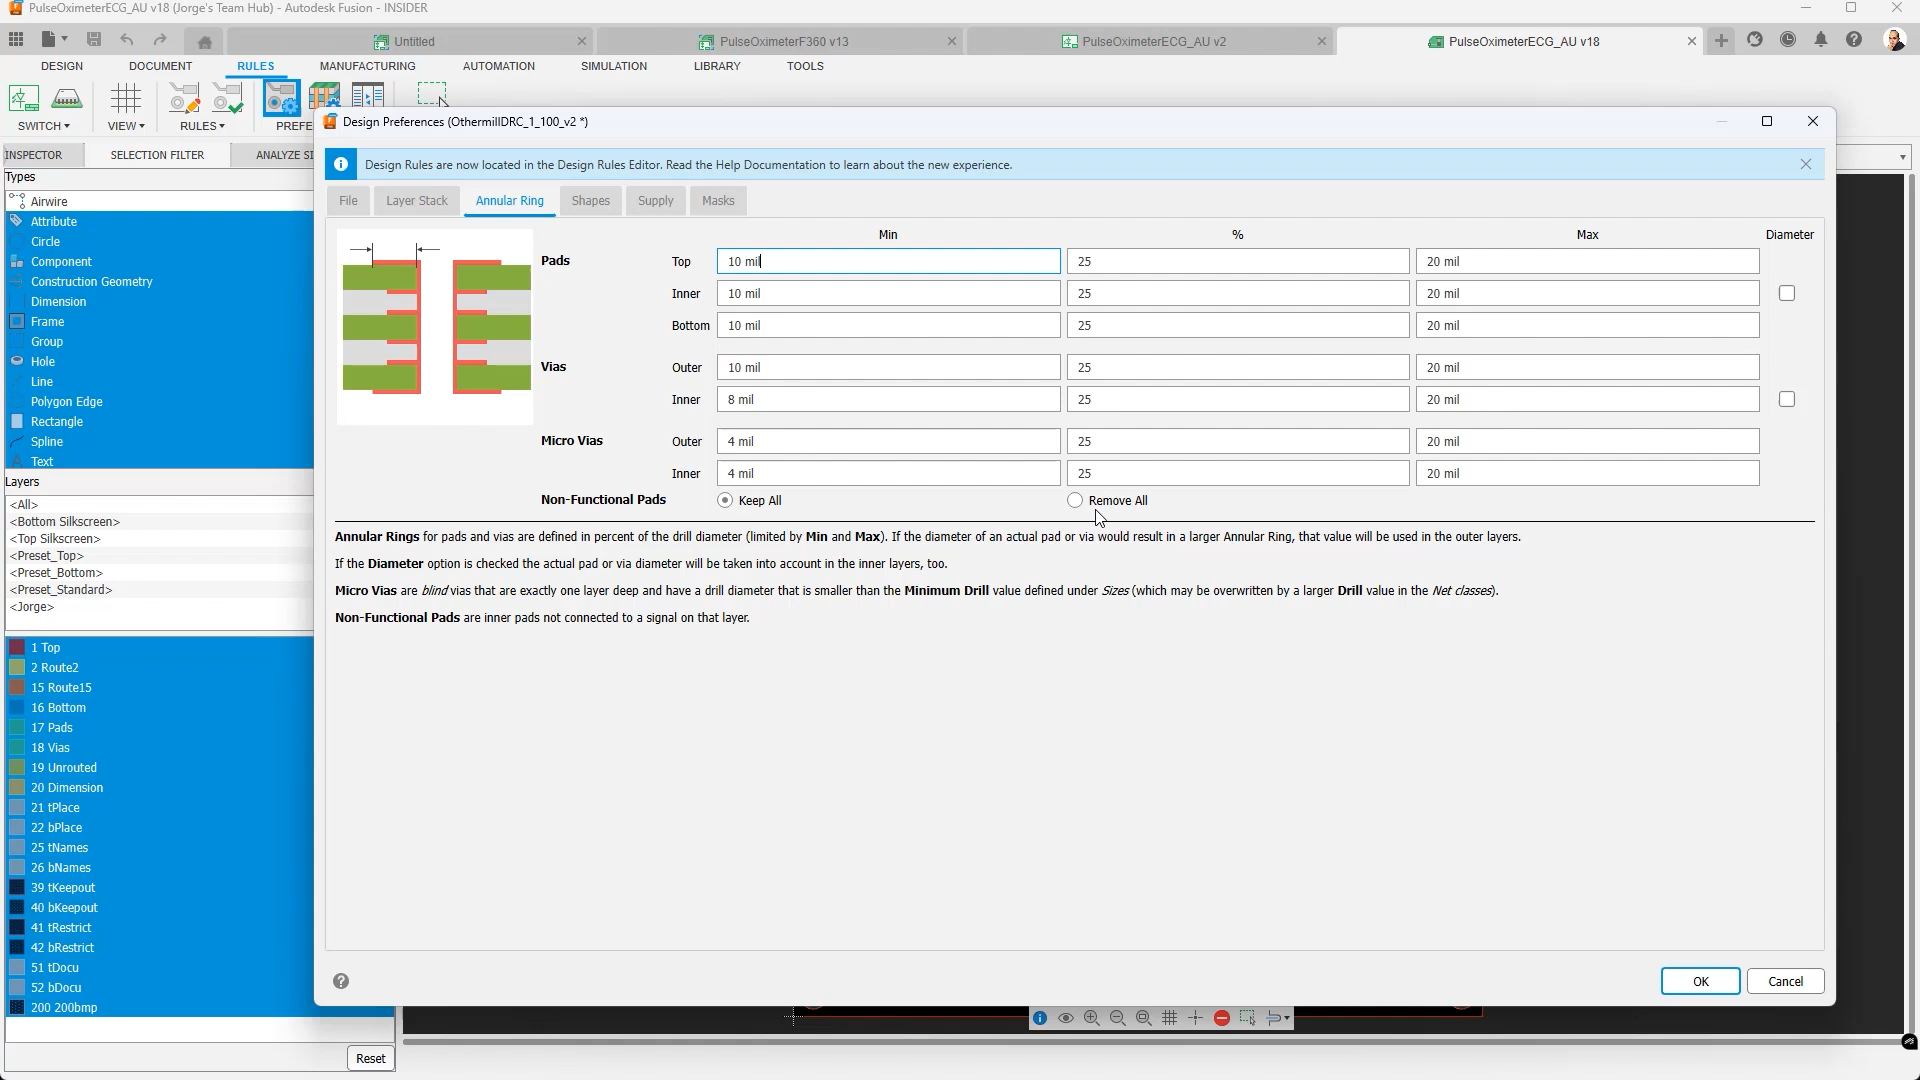 PulseOximeterECG_AU v18 (Jorge's Team Hub) - Autodesk Fusion - INSIDER
Untitled
PulseOximeterF360 v13
PulseOximeterECG_AU v2
PulseOximeterECG_AU v18
DESIGN DOCUMENT RULES MANUFACTURING AUTOMATION SIMULATION LIBRARY TOOLS
SWITCH VIEW RULES PREFE
INSPECTOR SELECTION FILTER ANALYZE SI
Types
Airwire
Attribute
Circle
Component
Construction Geometry
Dimension
Frame
Group
Hole
Line
Polygon Edge
Rectangle
Spline
Text
Layers
<All>
<Bottom Silkscreen>
<Top Silkscreen>
<Preset_Top>
<Preset_Bottom>
<Preset_Standard>
<Jorge>
1 Top
2 Route2
15 Route15
16 Bottom
17 Pads
18 Vias
19 Unrouted
20 Dimension
21 tPlace
22 bPlace
25 tNames
26 bNames
39 tKeepout
40 bKeepout
41 tRestrict
42 bRestrict
51 tDocu
52 bDocu
200 200bmp
Reset
Design Preferences (OthermillDRC_1_100_v2 *)
Design Rules are now located in the Design Rules Editor. Read the Help Documentation to learn about the new experience.
File Layer Stack Annular Ring Shapes Supply Masks
Min % Max Diameter
Pads Top 10 mil 25 20 mil
Inner 10 mil 25 20 mil
Bottom 10 mil 25 20 mil
Vias Outer 10 mil 25 20 mil
Inner 8 mil 25 20 mil
Micro Vias Outer 4 mil 25 20 mil
Inner 4 mil 25 20 mil
Non-Functional Pads Keep All Remove All
Annular Rings for pads and vias are defined in percent of the drill diameter (limited by Min and Max). If the diameter of an actual pad or via would result in a larger Annular Ring, that value will be used in the outer layers.
If the Diameter option is checked the actual pad or via diameter will be taken into account in the inner layers, too.
Micro Vias are blind vias that are exactly one layer deep and have a drill diameter that is smaller than the Minimum Drill value defined under Sizes (which may be overwritten by a larger Drill value in the Net classes).
Non-Functional Pads are inner pads not connected to a signal on that layer.
OK Cancel